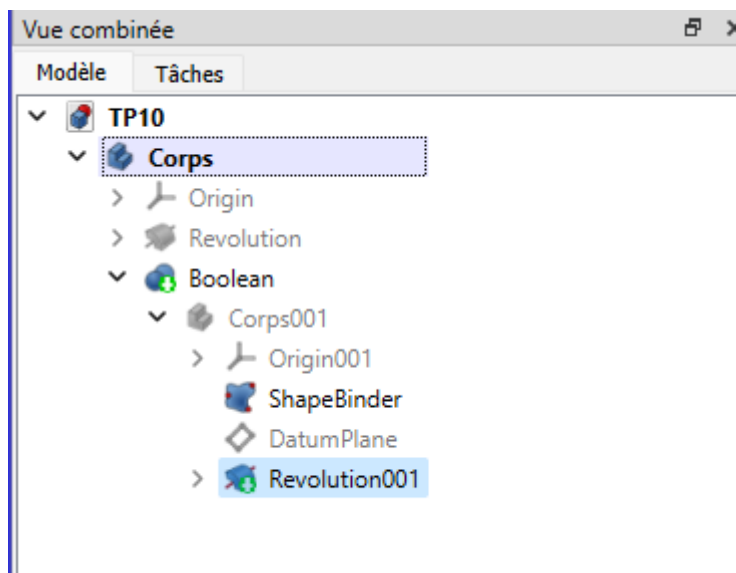 Vue combinée
Modèle Tâches
TP10
Corps
Origin
Revolution
Boolean
Corps001
Origin001
ShapeBinder
DatumPlane
Revolution001